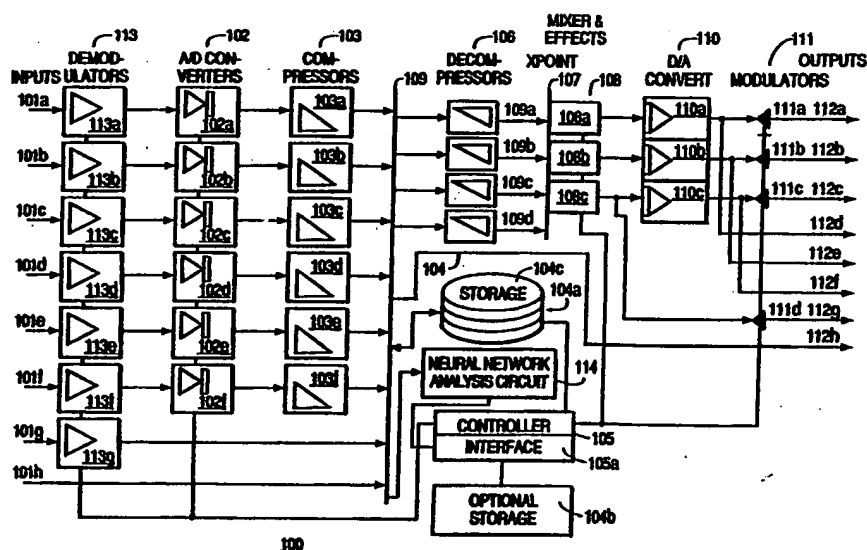 113
DEMOD-
ULATORS
102
A/D CON-
VERTERS
103
COM-
PRESSORS
106
DECOM-
PRESSORS
MIXER &
EFFECTS
XPOINT
110
D/A
CONVERT
111
MODULATORS
OUTPUTS
INPUTS
109
107
108
101a
113a
102a
103a
109a
108a
110a
111a
112a
101b
113b
102b
103b
109b
108b
110b
111b
112b
101c
113c
102c
103c
109c
108c
110c
111c
112c
109d
112d
101d
113d
102d
103d
104
104c
STORAGE
104a
112e
112f
101e
113e
102e
103e
111d
112g
112h
101f
113f
102f
103f
NEURAL NETWORK
ANALYSIS CIRCUIT
114
101g
113g
CONTROLLER
105
INTERFACE
105a
101h
OPTIONAL
STORAGE
104b
100